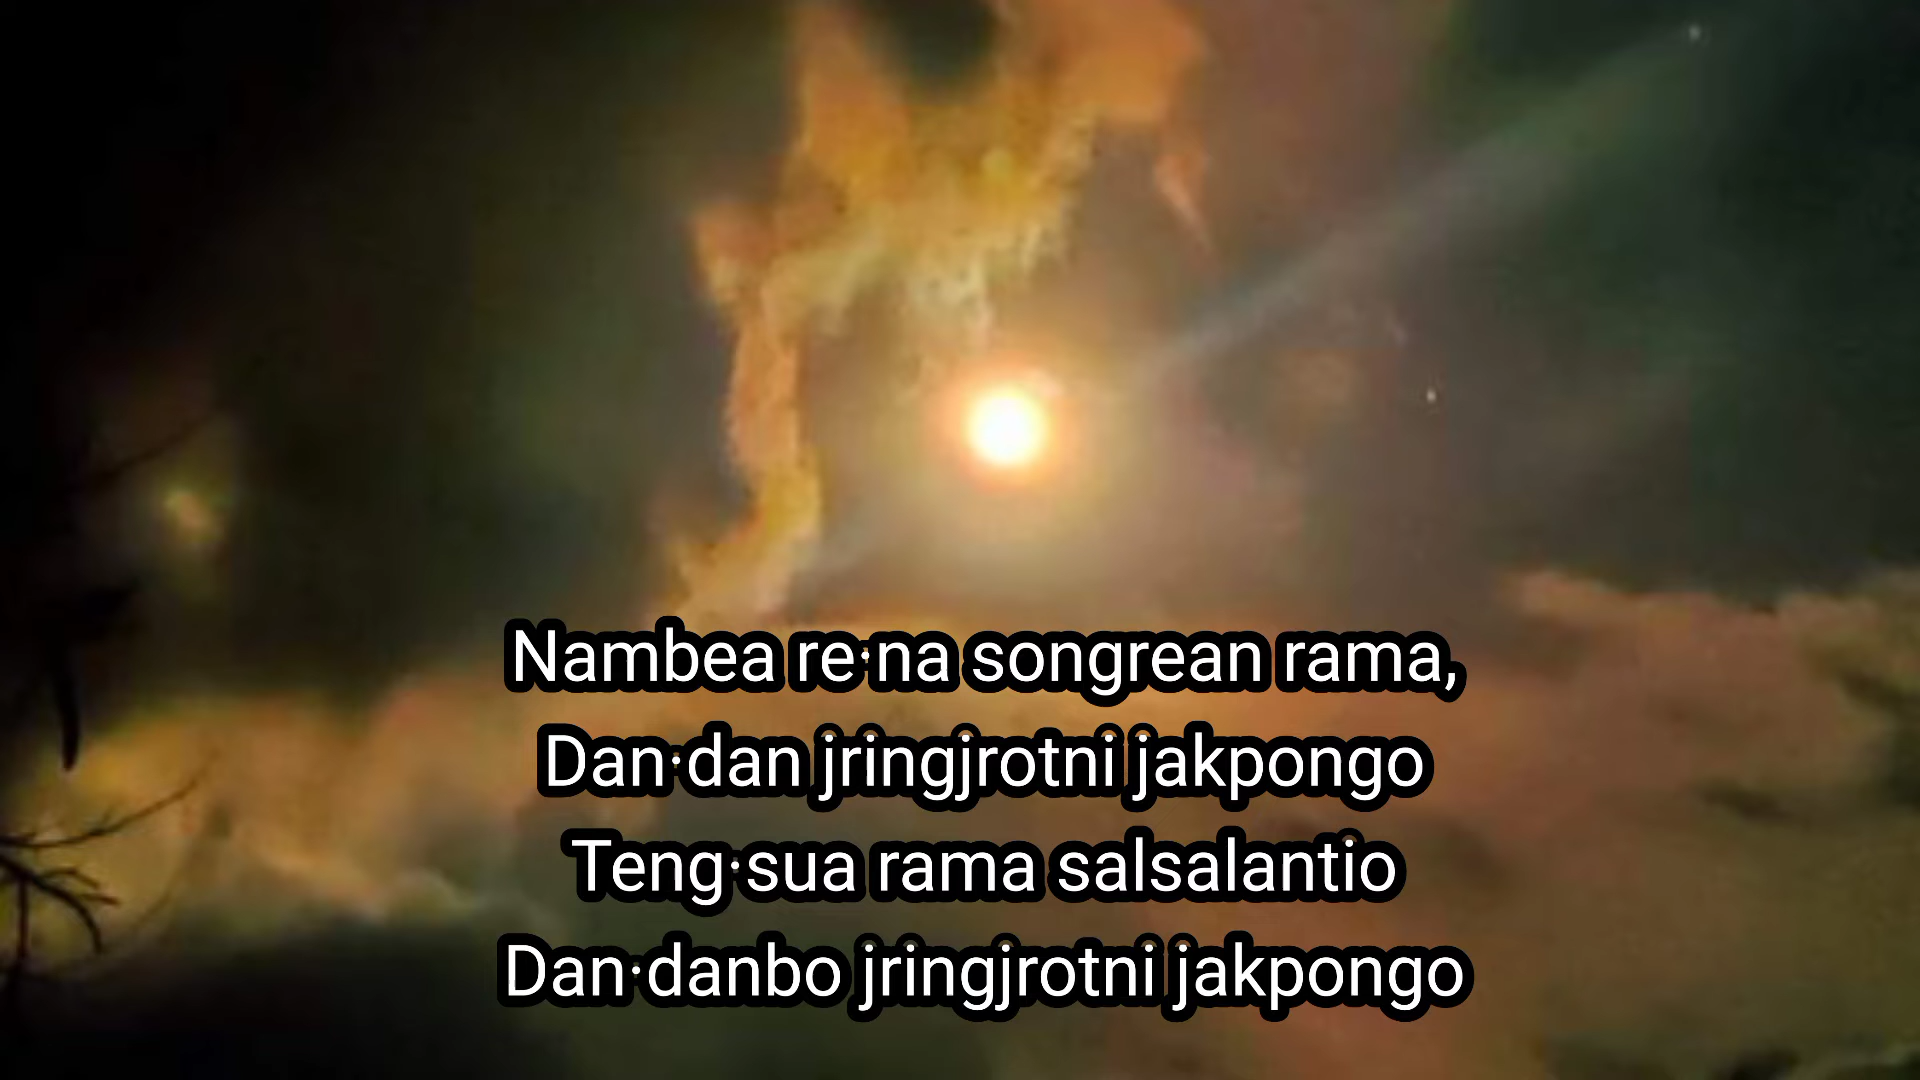 Nambea re·na songrean rama,
Dan·dan jringjrotni jakpongo
Teng·sua rama salsalantio
Dan·danbo jringjrotni jakpongo